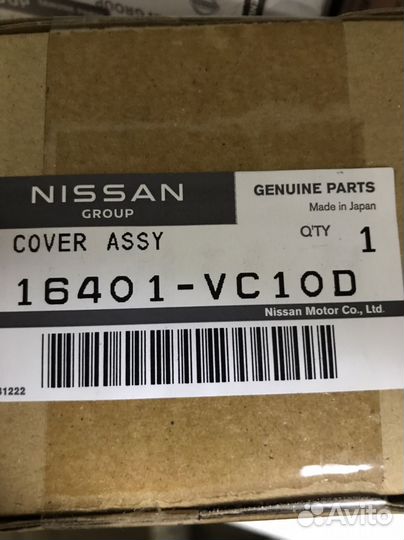 NISSAN
GROUP
GENUINE PARTS
Made in Japan
COVER ASSY
Q'TY 1
16401-VC10D
Nissan Motor Co., Ltd.
Avito